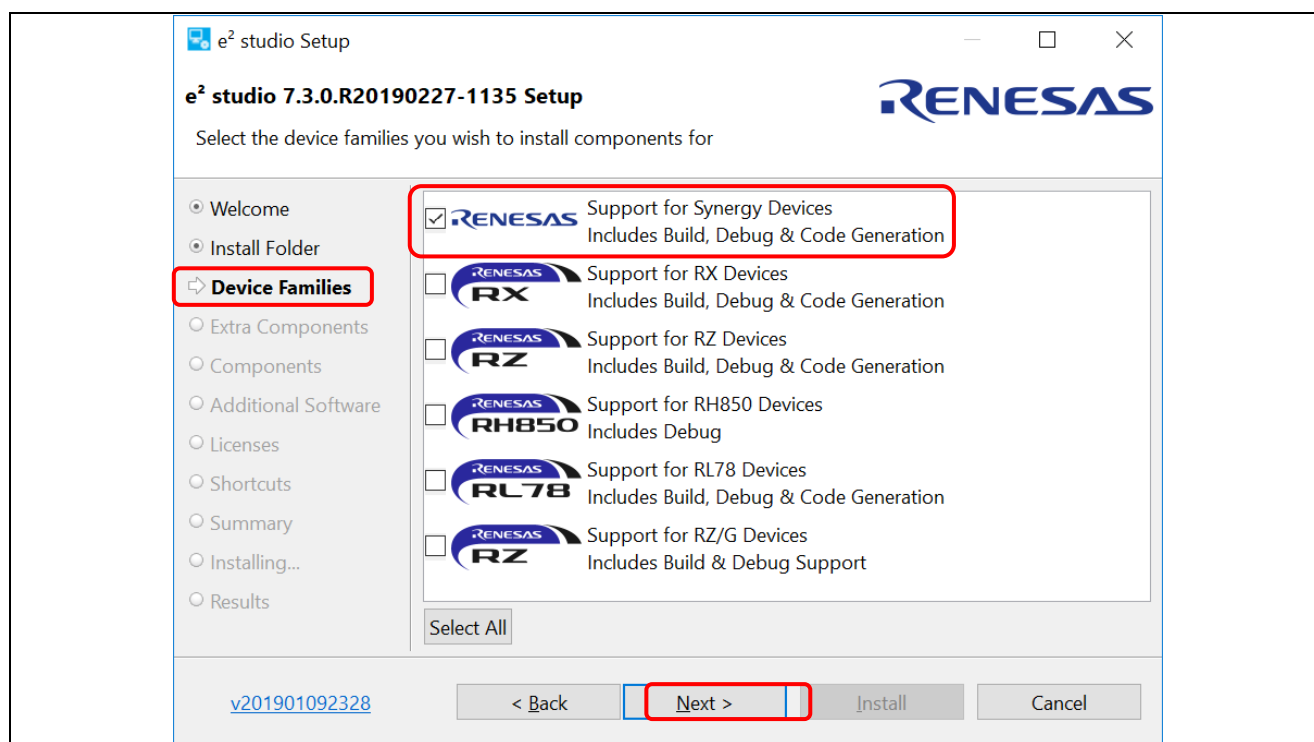 e² studio Setup
e² studio 7.3.0.R20190227-1135 Setup
RENESAS
Select the device families you wish to install components for
Welcome
Install Folder
Device Families
Extra Components
Components
Additional Software
Licenses
Shortcuts
Summary
Installing...
Results
RENESAS
Support for Synergy Devices
Includes Build, Debug & Code Generation
RENESAS
RX
Support for RX Devices
Includes Build, Debug & Code Generation
RENESAS
RZ
Support for RZ Devices
Includes Build, Debug & Code Generation
RENESAS
RH850
Support for RH850 Devices
Includes Debug
RENESAS
RL78
Support for RL78 Devices
Includes Build, Debug & Code Generation
RENESAS
RZ
Support for RZ/G Devices
Includes Build & Debug Support
Select All
v201901092328
< Back
Next >
Install
Cancel